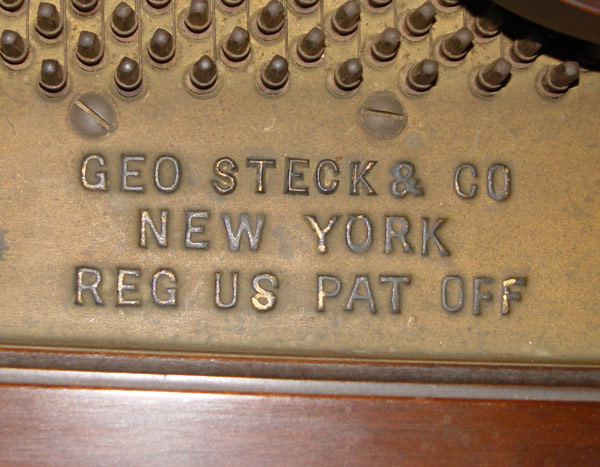 GEO STECK & CO
NEW YORK
REG US PAT OFF